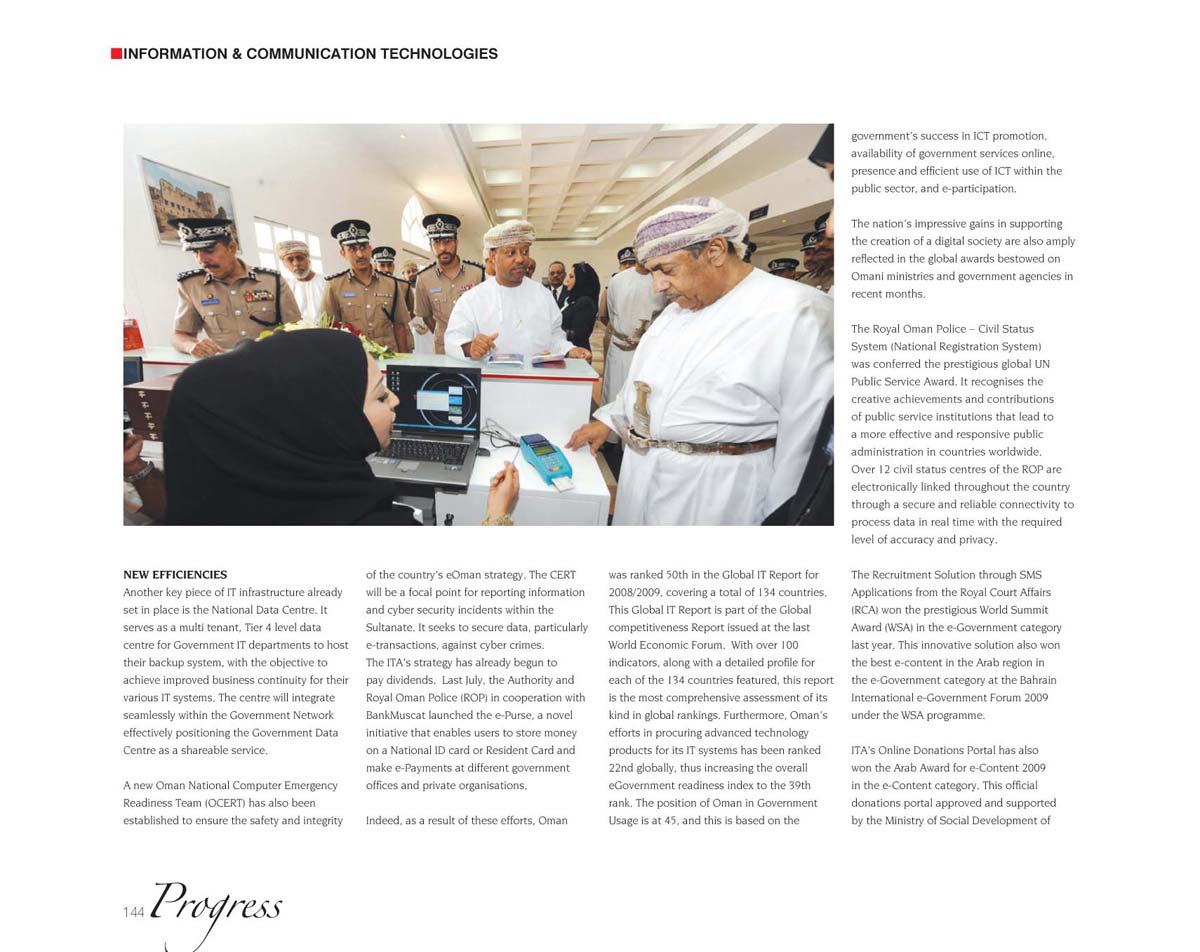 INFORMATION & COMMUNICATION TECHNOLOGIES
NEW EFFICIENCIES
Another key piece of IT infrastructure already
set in place is the National Data Centre. It
serves as a multi tenant, Tier 4 level data
centre for Government IT departments to host
their backup system, with the objective to
achieve improved business continuity for their
various IT systems. The centre will integrate
seamlessly within the Government Network
effectively positioning the Government Data
Centre as a shareable service.
A new Oman National Computer Emergency
Readiness Team (OCERT) has also been
established to ensure the safety and integrity
of the country's eOman strategy. The CERT
will be a focal point for reporting information
and cyber security incidents within the
Sultanate. It seeks to secure data, particularly
e-transactions, against cyber crimes.
The ITA's strategy has already begun to
pay dividends.  Last July, the Authority and
Royal Oman Police (ROP) in cooperation with
BankMuscat launched the e-Purse, a novel
initiative that enables users to store money
on a National ID card or Resident Card and
make e-Payments at different government
offices and private organisations.
Indeed, as a result of these efforts, Oman
was ranked 50th in the Global IT Report for
2008/2009, covering a total of 134 countries.
This Global IT Report is part of the Global
competitiveness Report issued at the last
World Economic Forum.  With over 100
indicators, along with a detailed profile for
each of the 134 countries featured, this report
is the most comprehensive assessment of its
kind in global rankings. Furthermore, Oman's
efforts in procuring advanced technology
products for its IT systems has been ranked
22nd globally, thus increasing the overall
eGovernment readiness index to the 39th
rank. The position of Oman in Government
Usage is at 45, and this is based on the
government's success in ICT promotion,
availability of government services online,
presence and efficient use of ICT within the
public sector, and e-participation.
The nation's impressive gains in supporting
the creation of a digital society are also amply
reflected in the global awards bestowed on
Omani ministries and government agencies in
recent months.
The Royal Oman Police – Civil Status
System (National Registration System)
was conferred the prestigious global UN
Public Service Award. It recognises the
creative achievements and contributions
of public service institutions that lead to
a more effective and responsive public
administration in countries worldwide.
Over 12 civil status centres of the ROP are
electronically linked throughout the country
through a secure and reliable connectivity to
process data in real time with the required
level of accuracy and privacy.
The Recruitment Solution through SMS
Applications from the Royal Court Affairs
(RCA) won the prestigious World Summit
Award (WSA) in the e-Government category
last year. This innovative solution also won
the best e-content in the Arab region in
the e-Government category at the Bahrain
International e-Government Forum 2009
under the WSA programme.
ITA's Online Donations Portal has also
won the Arab Award for e-Content 2009
in the e-Content category. This official
donations portal approved and supported
by the Ministry of Social Development of
144 Progress